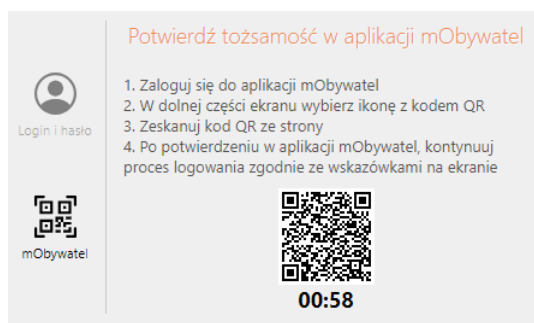 Potwierdź tożsamość w aplikacji mObywatel
Login i hasło
mObywatel
1. Zaloguj się do aplikacji mObywatel
2. W dolnej części ekranu wybierz ikonę z kodem QR
3. Zeskanuj kod QR ze strony
4. Po potwierdzeniu w aplikacji mObywatel, kontynuuj
proces logowania zgodnie ze wskazówkami na ekranie
00:58